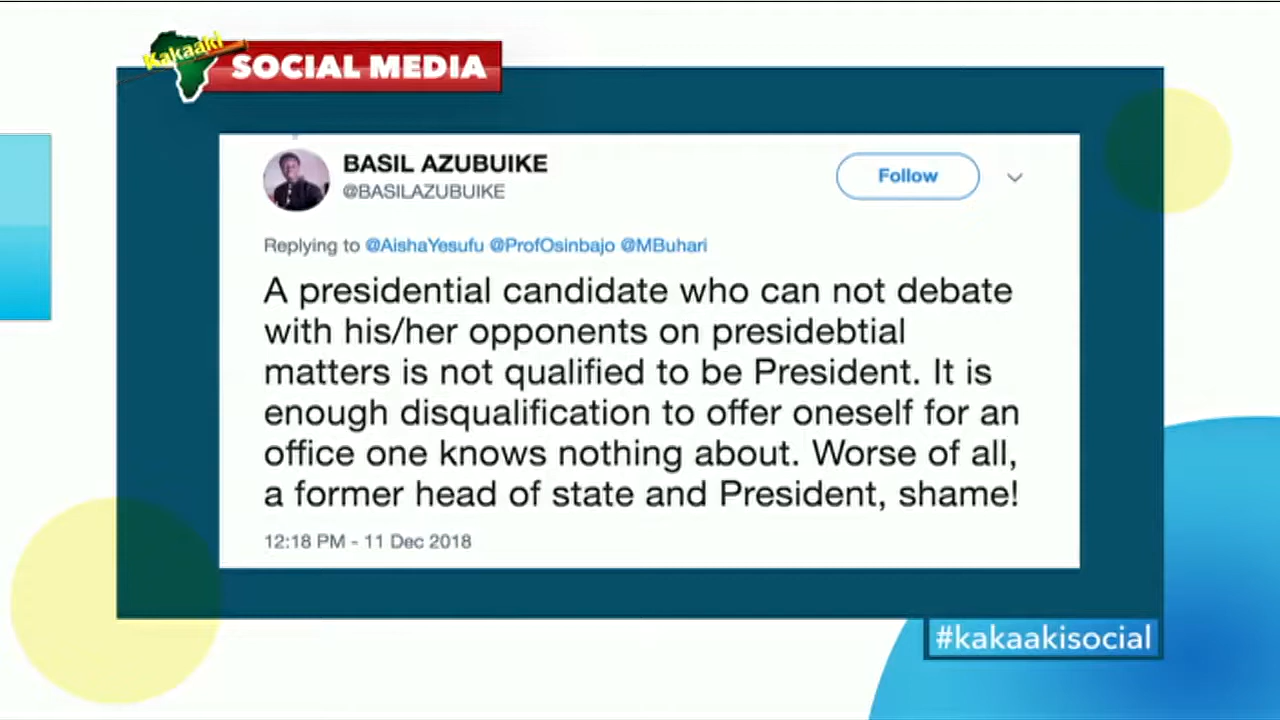 Kakaaki
SOCIAL MEDIA
BASIL AZUBUIKE
@BASILAZUBUIKE
Follow
Replying to @AishaYesufu @ProfOsinbajo @MBuhari
A presidential candidate who can not debate
with his/her opponents on presidebtial
matters is not qualified to be President. It is
enough disqualification to offer oneself for an
office one knows nothing about. Worse of all,
a former head of state and President, shame!
12:18 PM - 11 Dec 2018
#kakaakisocial